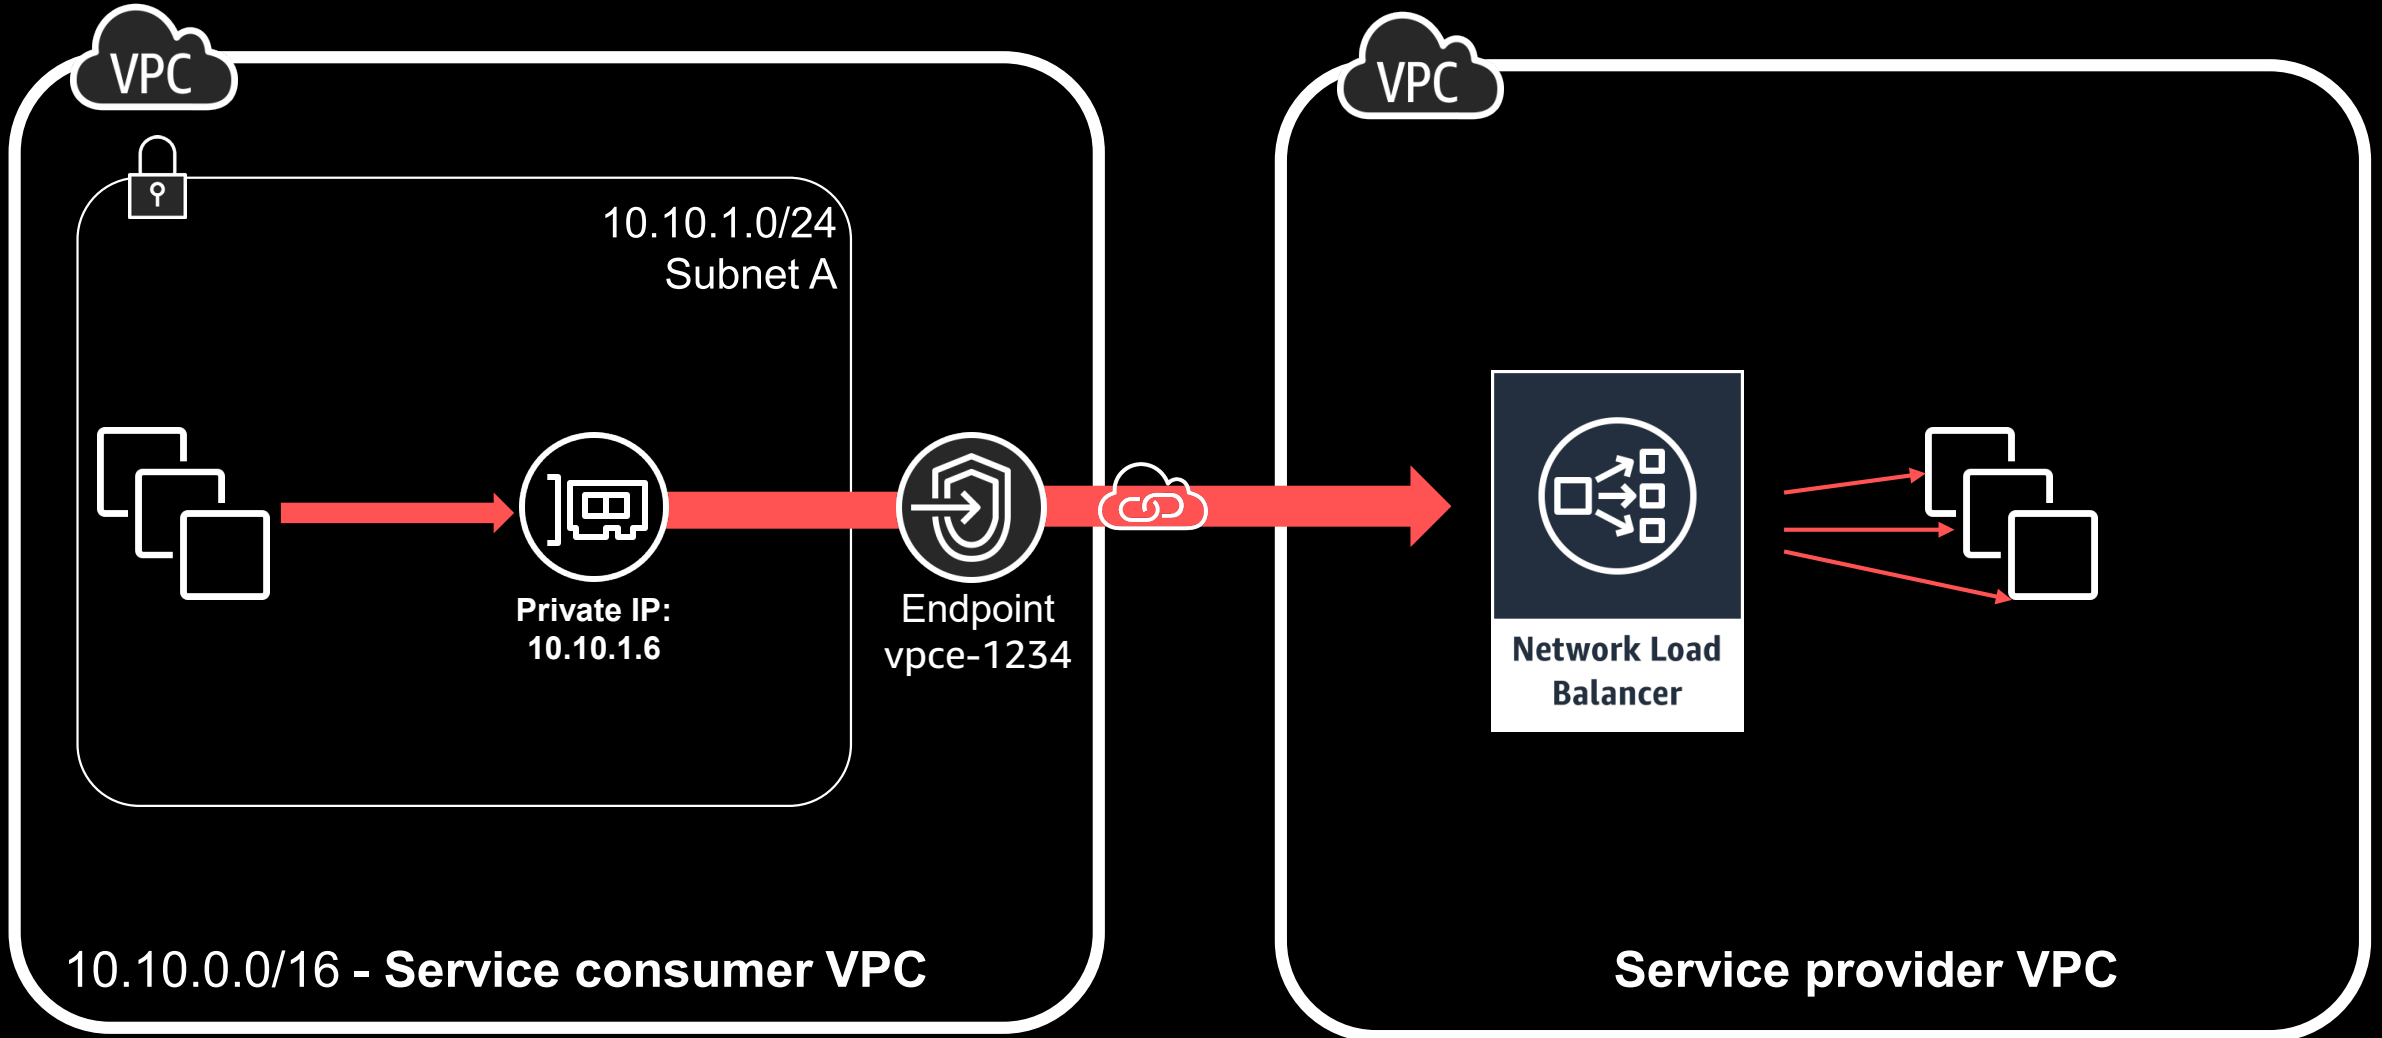 VPC
VPC
10.10.1.0/24
Subnet A
Private IP:
10.10.1.6
Endpoint
vpce-1234
Network Load
Balancer
10.10.0.0/16 - Service consumer VPC
Service provider VPC